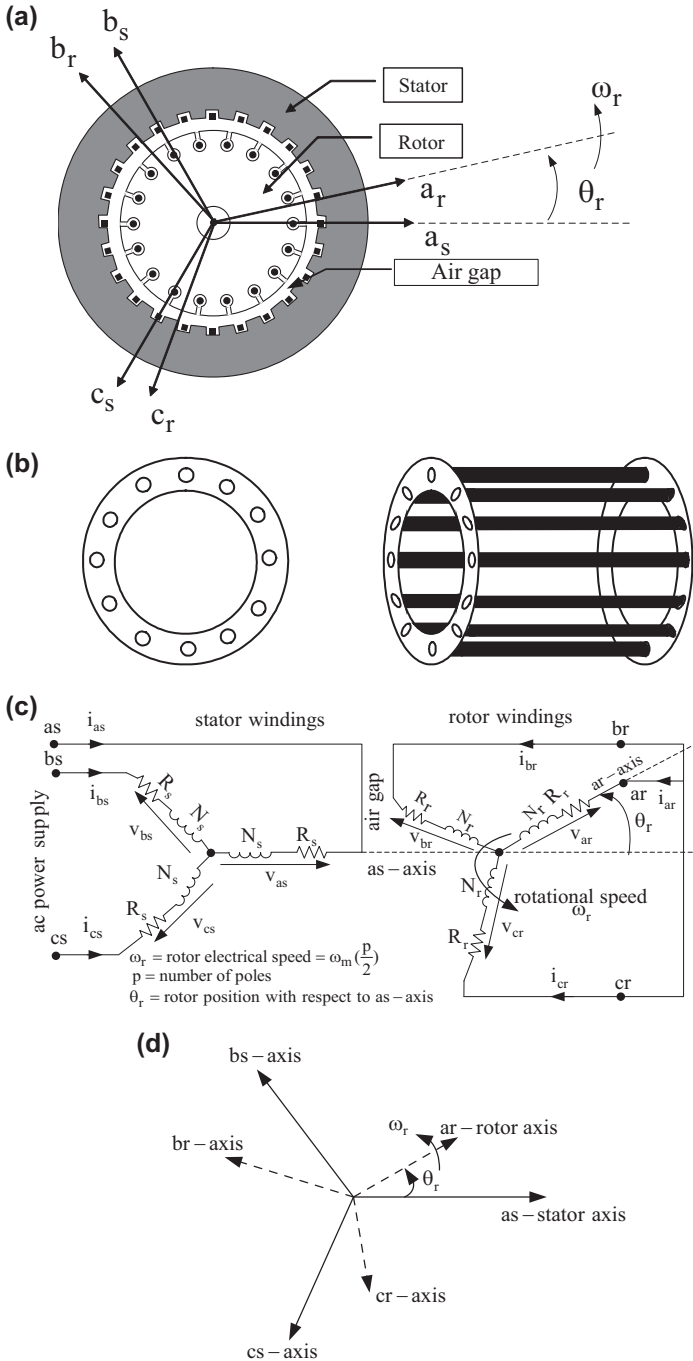 (a)
b_s
b_r
Stator
ω_r
Rotor
a_r
θ_r
a_s
Air gap
c_s
c_r
(b)
(c)
stator windings
rotor windings
as
i_as
br
bs
i_br
i_bs
R_s
N_s
v_bs
ac power supply
N_s
R_s
v_as
N_s
R_s
v_cs
cs
i_cs
air gap
as – axis
R_r
N_r
v_br
N_r
R_r
ar – axis
ar
i_ar
v_ar
θ_r
N_r
rotational speed
ω_r
R_r
v_cr
i_cr
cr
ω_r = rotor electrical speed = ω_m(p/2)
p = number of poles
θ_r = rotor position with respect to as – axis
(d)
bs – axis
ω_r
ar – rotor axis
br – axis
θ_r
as – stator axis
cr – axis
cs – axis